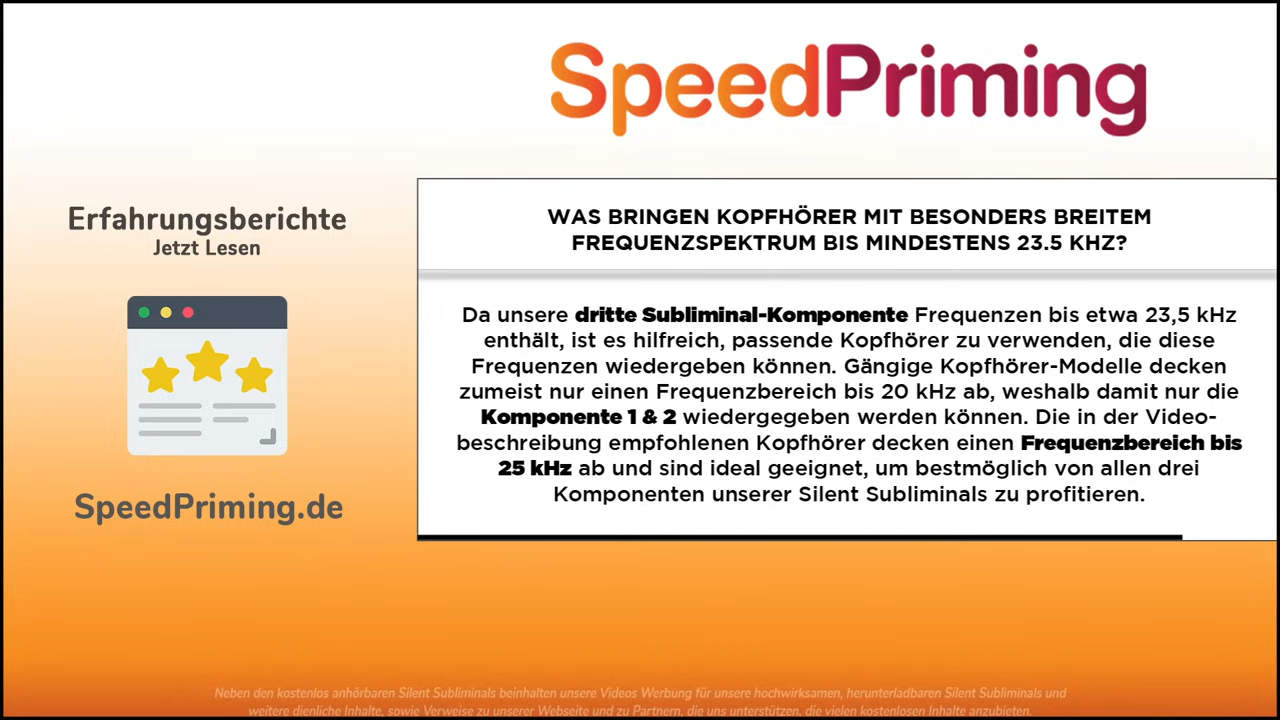 SpeedPriming
Erfahrungsberichte
Jetzt Lesen
SpeedPriming.de
WAS BRINGEN KOPFHÖRER MIT BESONDERS BREITEM
FREQUENZSPEKTRUM BIS MINDESTENS 23.5 KHZ?
Da unsere dritte Subliminal-Komponente Frequenzen bis etwa 23,5 kHz
enthält, ist es hilfreich, passende Kopfhörer zu verwenden, die diese
Frequenzen wiedergeben können. Gängige Kopfhörer-Modelle decken
zumeist nur einen Frequenzbereich bis 20 kHz ab, weshalb damit nur die
Komponente 1 & 2 wiedergegeben werden können. Die in der Video-
beschreibung empfohlenen Kopfhörer decken einen Frequenzbereich bis
25 kHz ab und sind ideal geeignet, um bestmöglich von allen drei
Komponenten unserer Silent Subliminals zu profitieren.
Neben den kostenlos anhörbaren Silent Subliminals beinhalten unsere Videos Werbung für unsere hochwirksamen, herunterladbaren Silent Subliminals und
weitere dienliche Inhalte, sowie Verweise zu unserer Webseite und zu Partnern, die uns unterstützen, die vielen kostenlosen Inhalte anzubieten.